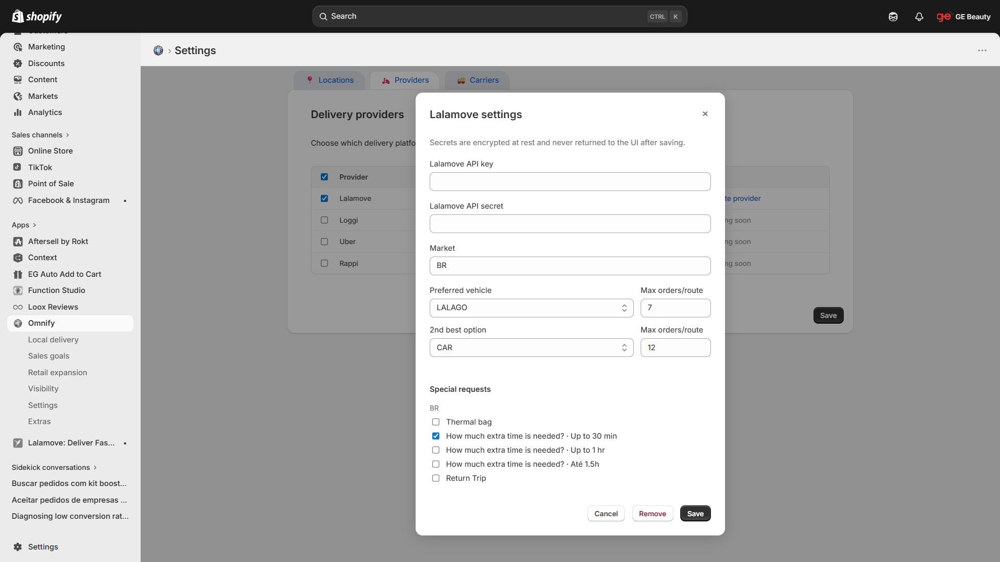 shopify
Search
CTRL K
GE Beauty
Customers
Marketing
Discounts
Content
Markets
Analytics
Sales channels
Online Store
TikTok
Point of Sale
Facebook & Instagram
Apps
Aftersell by Rokt
Context
EG Auto Add to Cart
Function Studio
Loox Reviews
Omnify
Local delivery
Sales goals
Retail expansion
Visibility
Settings
Extras
Lalamove: Deliver Fas...
Sidekick conversations
Buscar pedidos com kit boost...
Aceitar pedidos de empresas ...
Diagnosing low conversion rat...
Settings
Settings
Locations
Providers
Carriers
Delivery providers
Choose which delivery platfo
Provider
Lalamove
te provider
Loggi
ng soon
Uber
ng soon
Rappi
ng soon
Save
Lalamove settings
Secrets are encrypted at rest and never returned to the UI after saving.
Lalamove API key
Lalamove API secret
Market
BR
Preferred vehicle
Max orders/route
LALAGO
7
2nd best option
Max orders/route
CAR
12
Special requests
BR
Thermal bag
How much extra time is needed? · Up to 30 min
How much extra time is needed? · Up to 1 hr
How much extra time is needed? · Até 1.5h
Return Trip
Cancel
Remove
Save